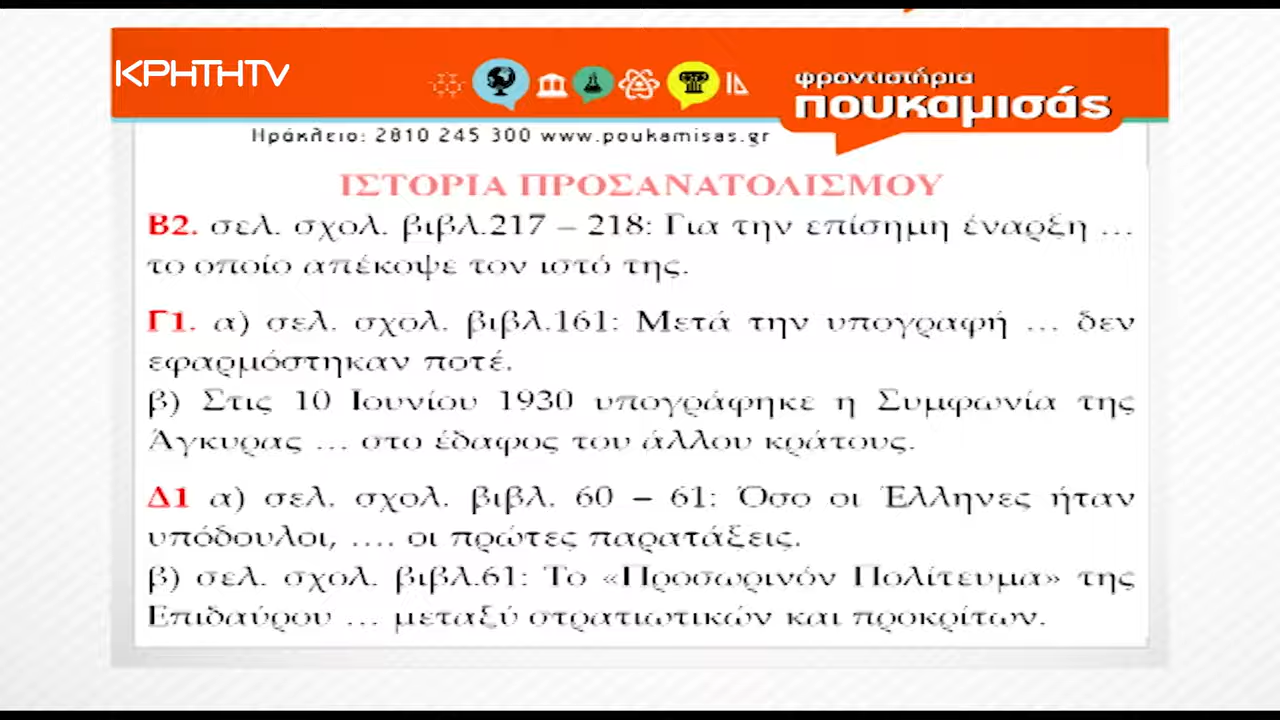 ΚΡΗΤΗTV
φροντιστήρια
πουκαμισάς
Ηράκλειο: 2810 245 300 www.poukamisas.gr
ΙΣΤΟΡΙΑ ΠΡΟΣΑΝΑΤΟΛΙΣΜΟΥ
Β2. σελ. σχολ. βιβλ.217 – 218: Για την επίσημη έναρξη …
το οποίο απέκοψε τον ιστό της.
Γ1. α) σελ. σχολ. βιβλ.161: Μετά την υπογραφή … δεν
εφαρμόστηκαν ποτέ.
β) Στις 10 Ιουνίου 1930 υπογράφηκε η Συμφωνία της
Άγκυρας … στο έδαφος του άλλου κράτους.
Δ1 α) σελ. σχολ. βιβλ. 60 – 61: Όσο οι Έλληνες ήταν
υπόδουλοι, …. οι πρώτες παρατάξεις.
β) σελ. σχολ. βιβλ.61: Το «Προσωρινόν Πολίτευμα» της
Επιδαύρου … μεταξύ στρατιωτικών και προκρίτων.